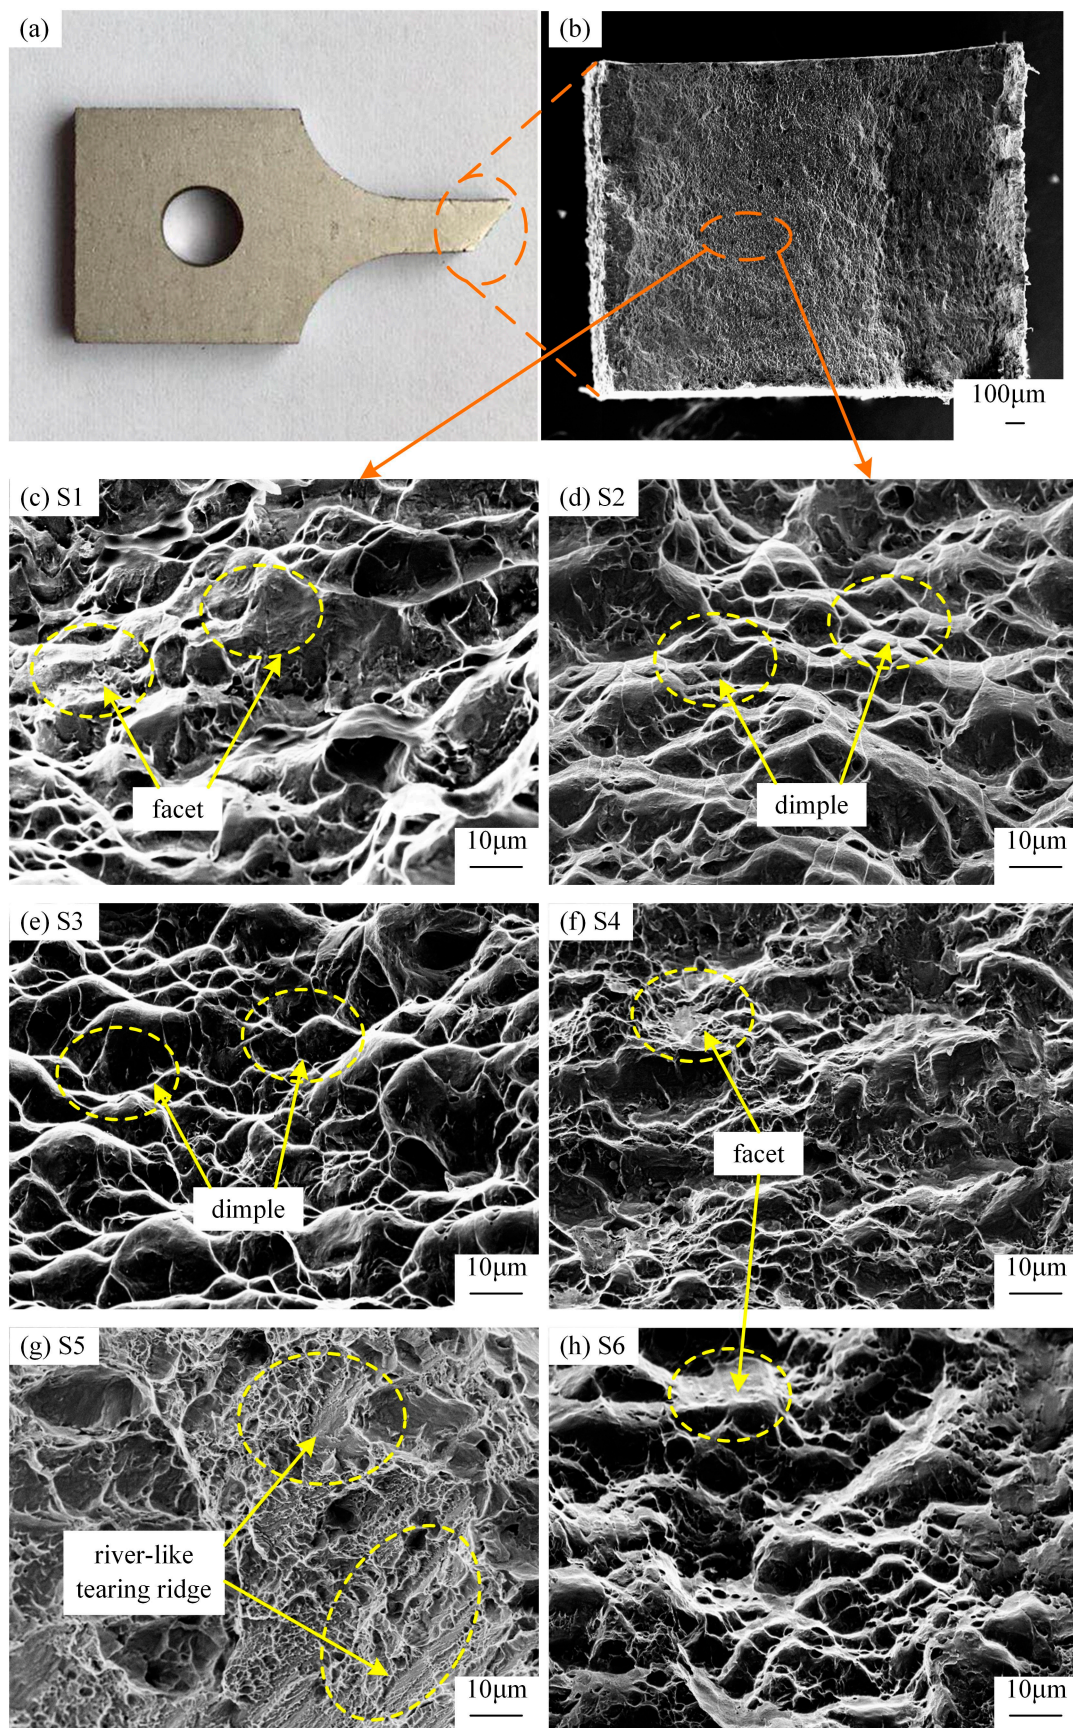 (a)
(b)
100μm
(c) S1
facet
10μm
(d) S2
dimple
10μm
(e) S3
dimple
10μm
(f) S4
facet
10μm
(g) S5
river-like
tearing ridge
10μm
(h) S6
10μm